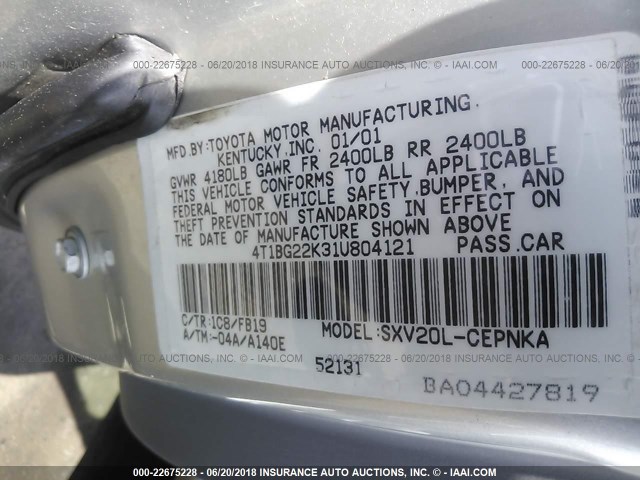 000-22675228 - 06/20/2018 INSURANCE AUTO AUCTIONS, INC. - © IAAI.COM
MFD.BY:TOYOTA MOTOR MANUFACTURING,
KENTUCKY,INC. 01/01
GVWR 4180LB GAWR FR 2400LB RR 2400LB
THIS VEHICLE CONFORMS TO ALL APPLICABLE
FEDERAL MOTOR VEHICLE SAFETY,BUMPER, AND
THEFT PREVENTION STANDARDS IN EFFECT ON
THE DATE OF MANUFACTURE SHOWN ABOVE
4T1BG22K31U804121 PASS.CAR
C/TR:1C8/FB19
A/TM:-04A/A140E
MODEL:SXV20L-CEPNKA
52131
BA04427819
000-22675228 - 06/20/2018 INSURANCE AUTO AUCTIONS, INC. - © IAAI.COM